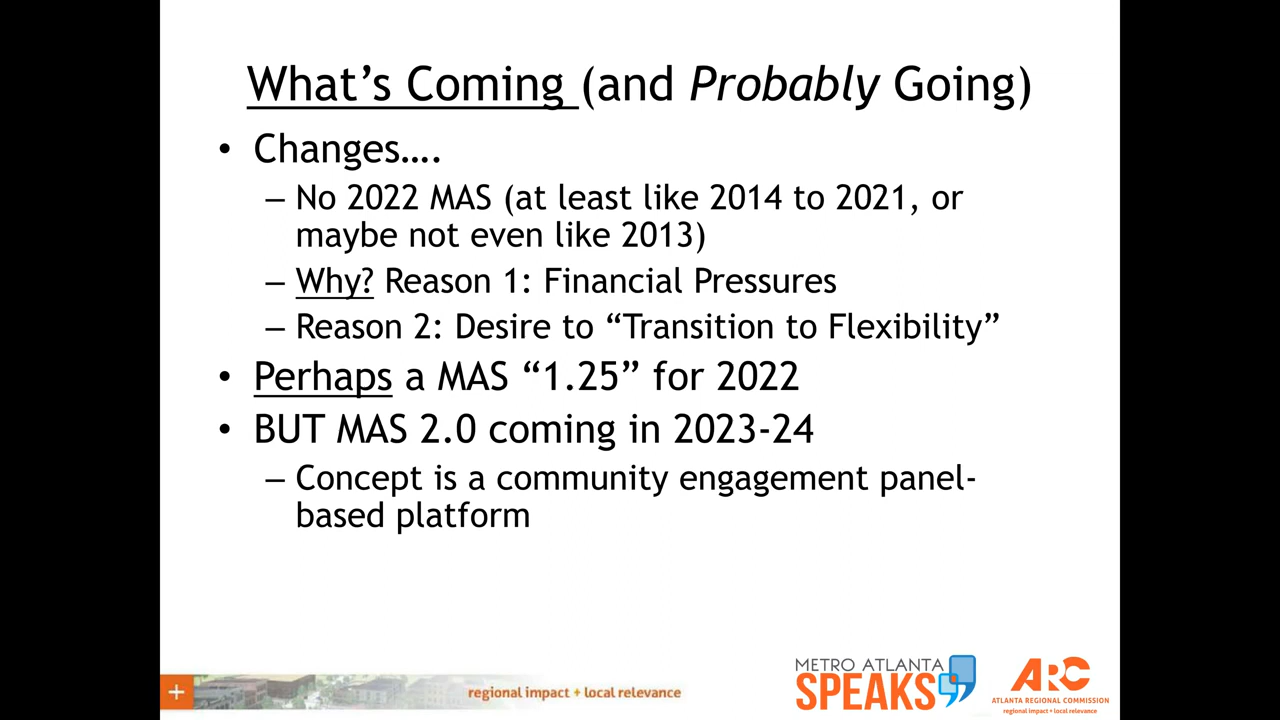 What’s Coming (and Probably Going)
• Changes….
– No 2022 MAS (at least like 2014 to 2021, or
maybe not even like 2013)
– Why? Reason 1: Financial Pressures
– Reason 2: Desire to “Transition to Flexibility”
• Perhaps a MAS “1.25” for 2022
• BUT MAS 2.0 coming in 2023-24
– Concept is a community engagement panel-
based platform
regional impact + local relevance
METRO ATLANTA
SPEAKS
ARC
ATLANTA REGIONAL COMMISSION
regional impact + local relevance